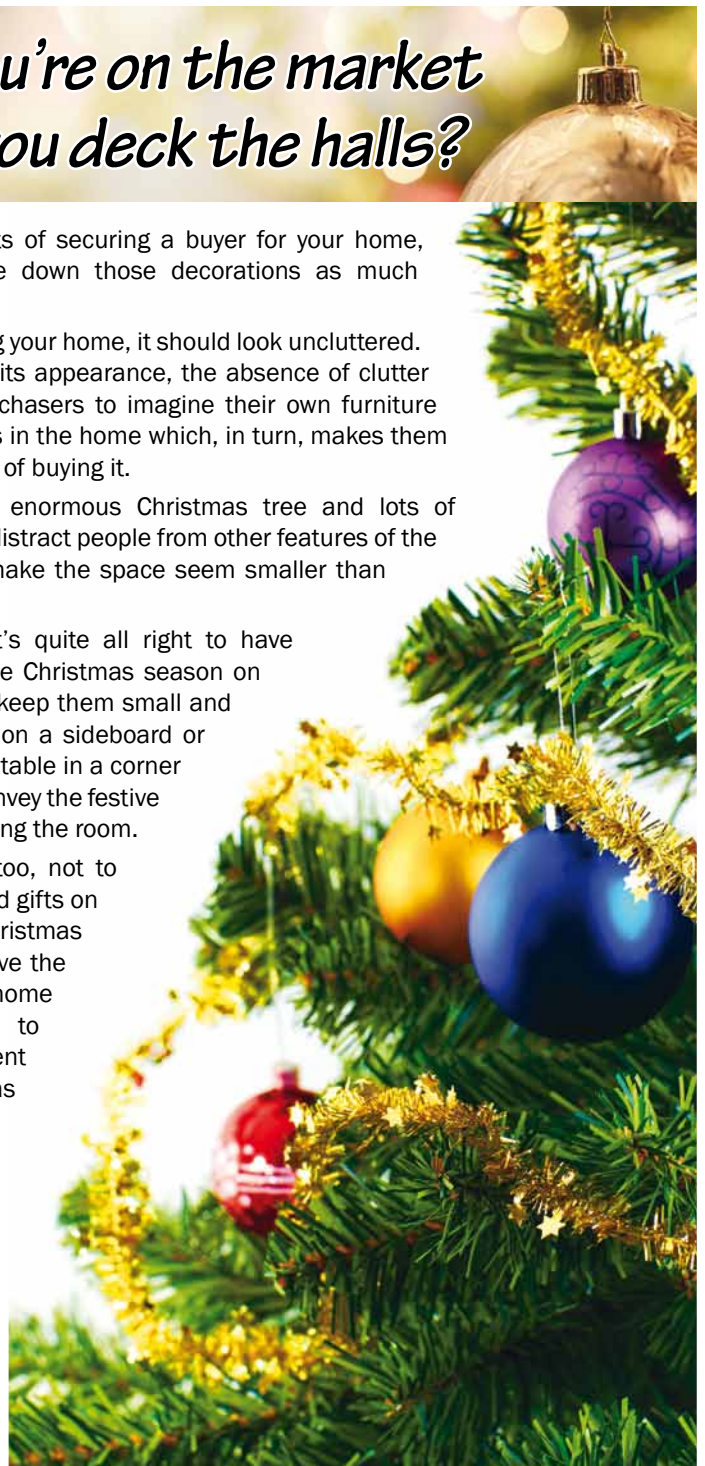 u're on the market
ou deck the halls?
ts of securing a buyer for your home,
e down those decorations as much
g your home, it should look uncluttered.
its appearance, the absence of clutter
chasers to imagine their own furniture
s in the home which, in turn, makes them
of buying it.
enormous Christmas tree and lots of
distract people from other features of the
make the space seem smaller than
t's quite all right to have
e Christmas season on
keep them small and
on a sideboard or
table in a corner
nvey the festive
ng the room.
too, not to
d gifts on
ristmas
ve the
home
to
ent
as